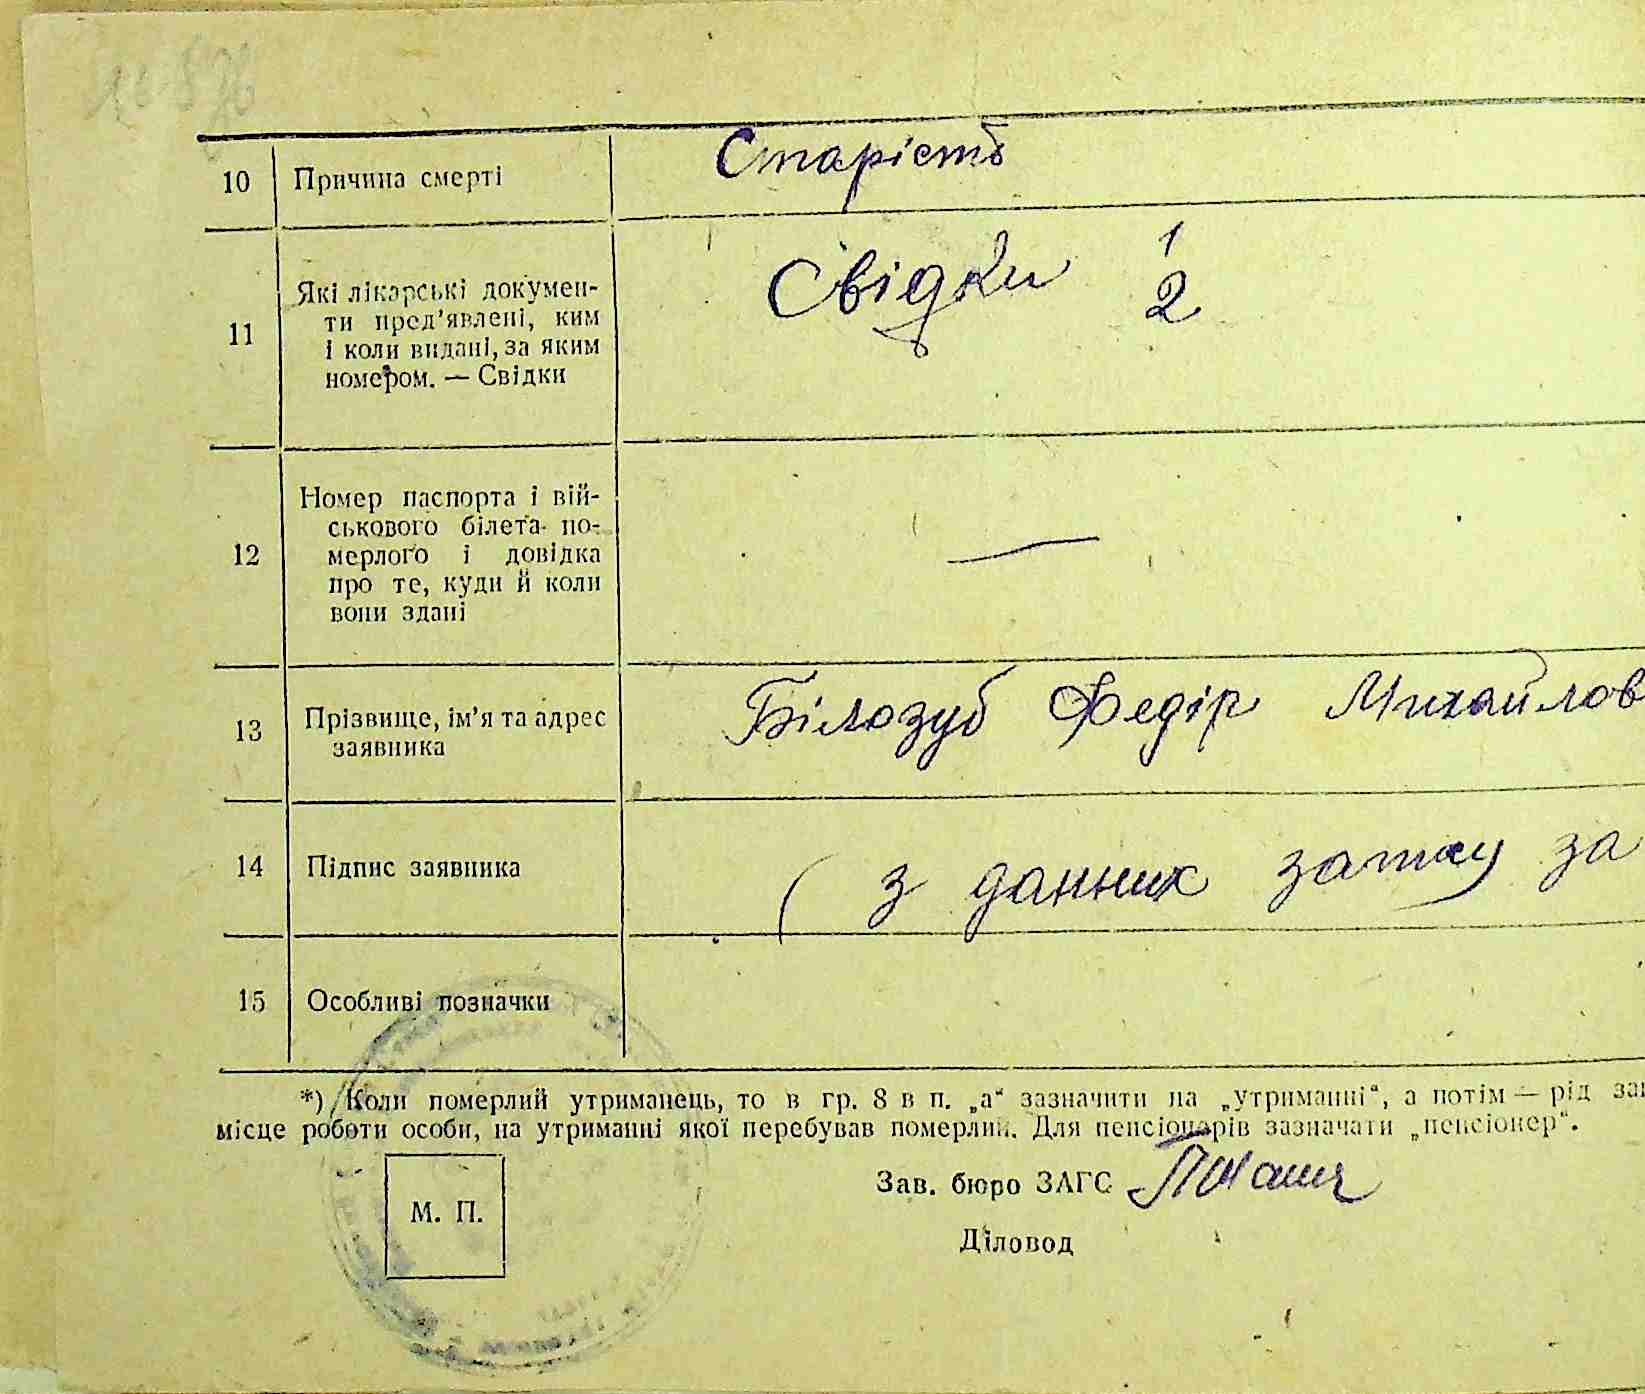 10 Причина смерті Старість
11 Які лікарські докумен-
ти пред’явлені, ким
і коли видані, за яким
номером. — Свідки
Свідки 1
2
12 Номер паспорта і вій-
ськового білета по-
мерлого і довідка
про те, куди й коли
вони здані
—
13 Прізвище, ім’я та адрес
заявника
Білозуб Федір Михайлов
14 Підпис заявника ( з данних запису за
15 Особливі позначки
*) Коли померлий утриманець, то в гр. 8 в п. „а“ зазначити на „утриманні“, а потім — рід зан
місце роботи особи, на утриманні якої перебував померлий. Для пенсіонерів зазначати „пенсіонер“.
М. П.
Зав. бюро ЗАГС
Діловод